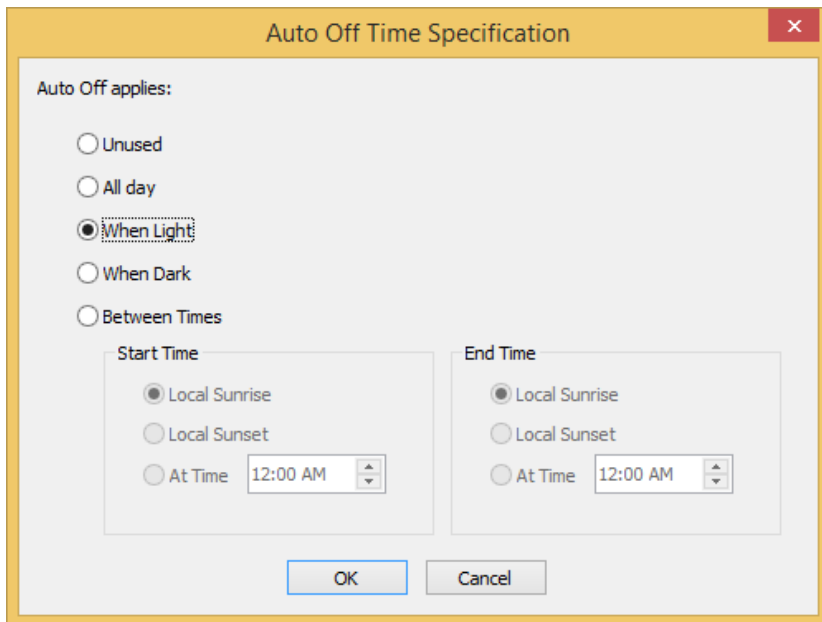 Auto Off Time Specification
Auto Off applies:
Unused
All day
When Light
When Dark
Between Times
Start Time
Local Sunrise
Local Sunset
At Time 12:00 AM
End Time
Local Sunrise
Local Sunset
At Time 12:00 AM
OK Cancel